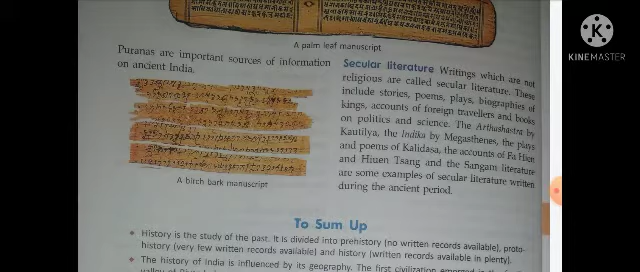 A palm leaf manuscript
Puranas are important sources of information
on ancient India.
A birch bark manuscript
Secular literature Writings which are not
religious are called secular literature. These
include stories, poems, plays, biographies of
kings, accounts of foreign travellers and books
on politics and science. The Arthashastra by
Kautilya, the Indika by Megasthenes, the plays
and poems of Kalidasa, the accounts of Fa Hien
and Hiuen Tsang and the Sangam literature
are some examples of secular literature written
during the ancient period.
To Sum Up
History is the study of the past. It is divided into prehistory (no written records available), proto-
history (very few written records available) and history (written records available in plenty).
The history of India is influenced by its geography. The first civilization emerged in the
valley of
KINEMASTER